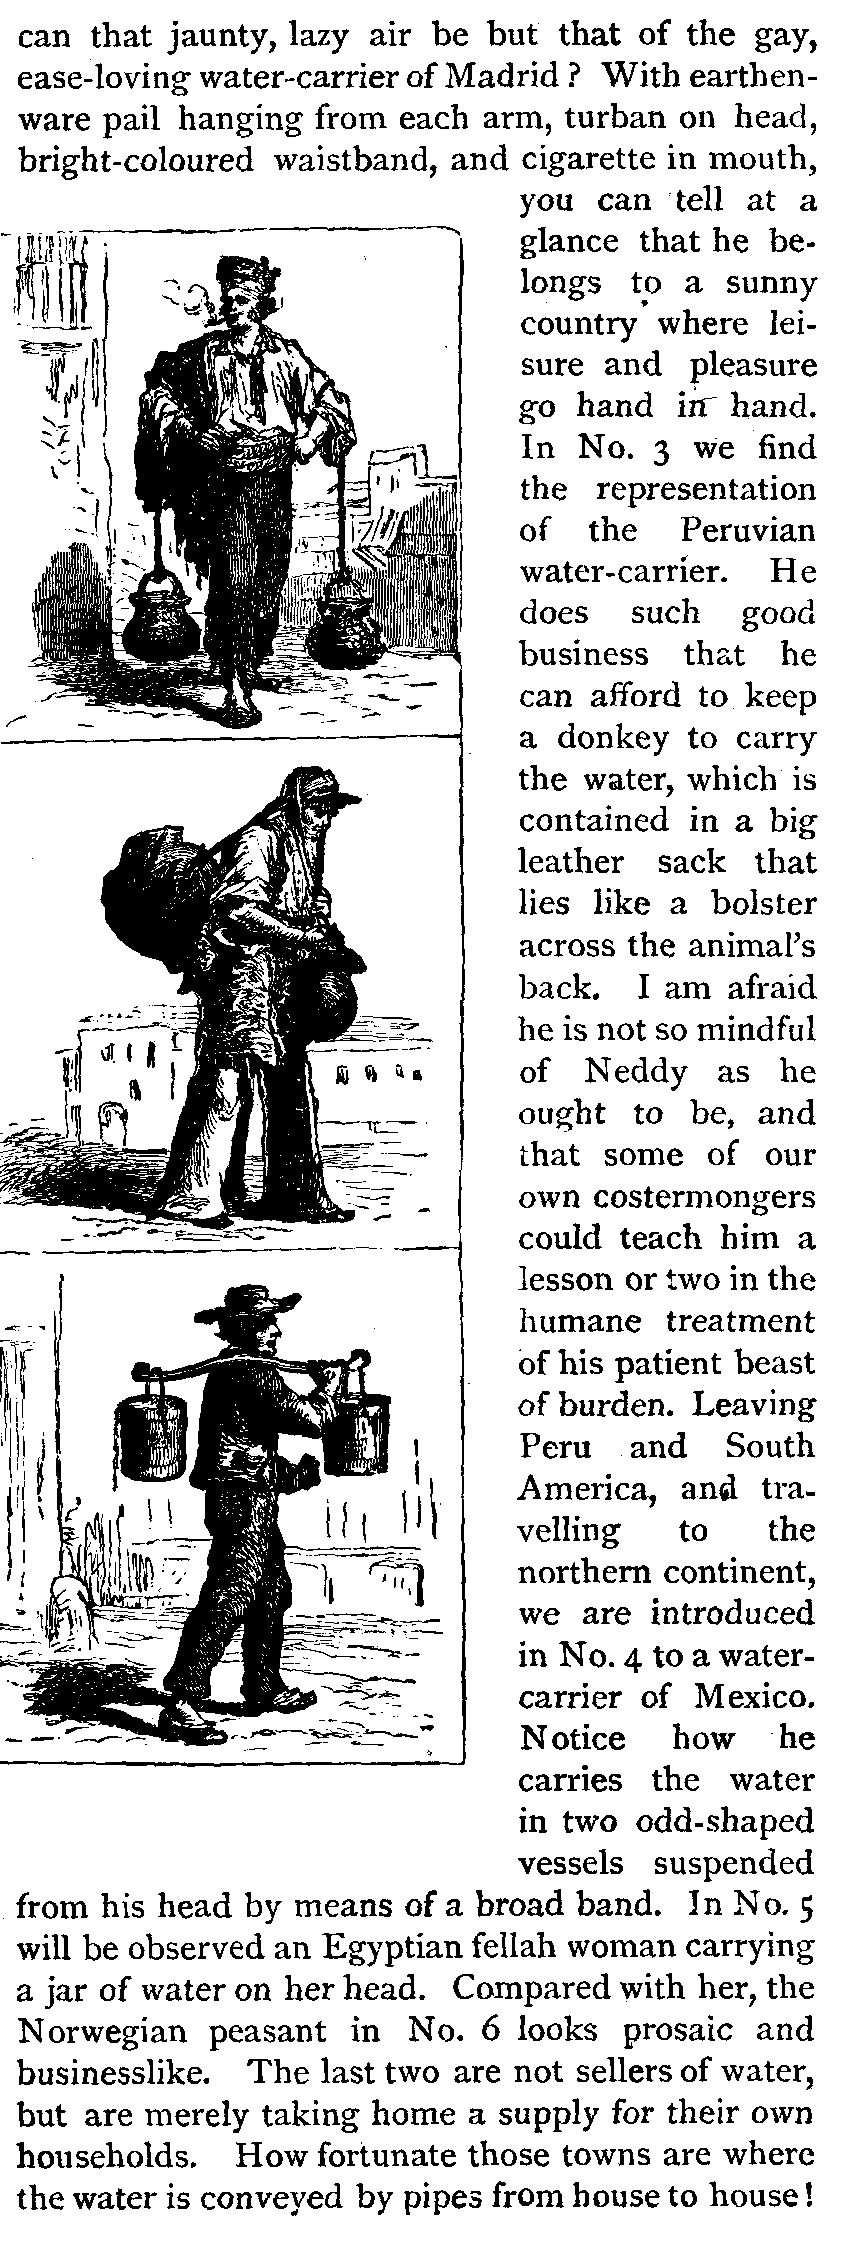 can that jaunty, lazy air be but that of the gay,
ease-loving water-carrier of Madrid ? With earthen-
ware pail hanging from each arm, turban on head,
bright-coloured waistband, and cigarette in mouth,
you can tell at a
glance that he be-
longs to a sunny
country where lei-
sure and pleasure
go hand in hand.
In No. 3 we find
the representation
of the Peruvian
water-carrier. He
does such good
business that he
can afford to keep
a donkey to carry
the water, which is
contained in a big
leather sack that
lies like a bolster
across the animal's
back. I am afraid
he is not so mindful
of Neddy as he
ought to be, and
that some of our
own costermongers
could teach him a
lesson or two in the
humane treatment
of his patient beast
of burden. Leaving
Peru and South
America, and tra-
velling to the
northern continent,
we are introduced
in No. 4 to a water-
carrier of Mexico.
Notice how he
carries the water
in two odd-shaped
vessels suspended
from his head by means of a broad band. In No. 5
will be observed an Egyptian fellah woman carrying
a jar of water on her head. Compared with her, the
Norwegian peasant in No. 6 looks prosaic and
businesslike. The last two are not sellers of water,
but are merely taking home a supply for their own
households. How fortunate those towns are where
the water is conveyed by pipes from house to house!